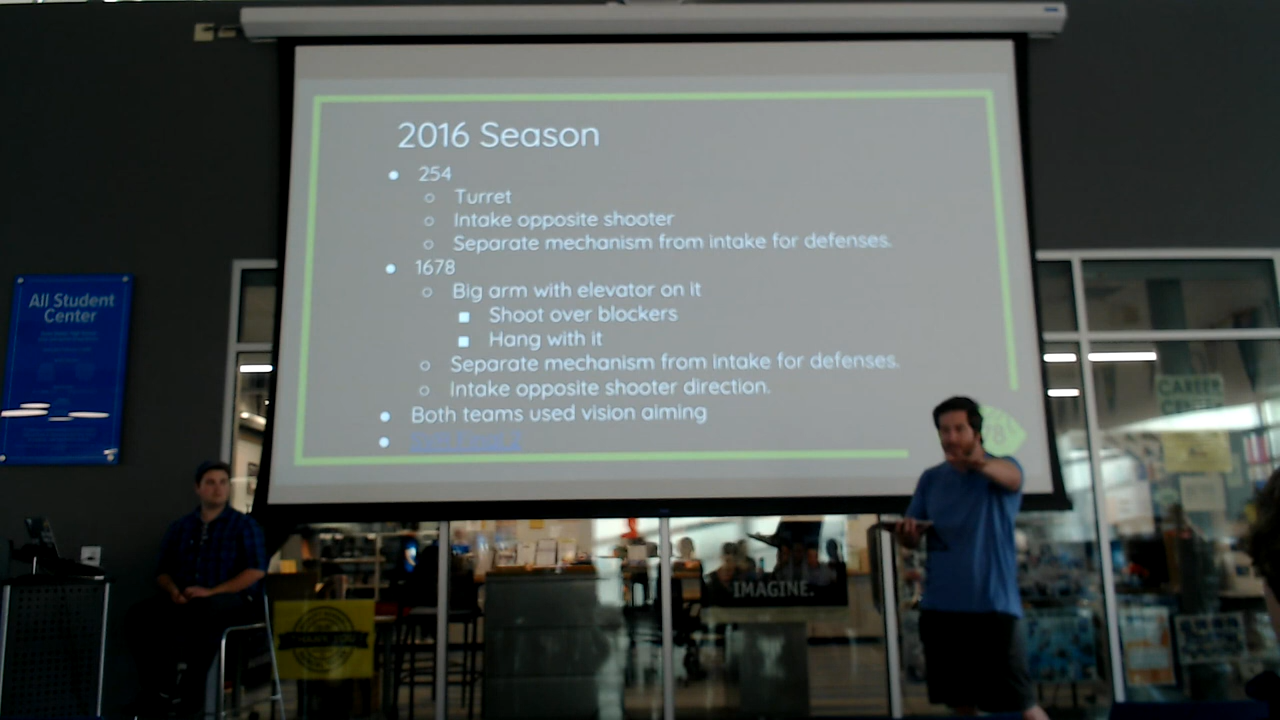 2016 Season
254
Turret
Intake opposite shooter
Separate mechanism from intake for defenses.
1678
Big arm with elevator on it
Shoot over blockers
Hang with it
Separate mechanism from intake for defenses.
Intake opposite shooter direction.
Both teams used vision aiming
All Student
Center
CAREER
CENTER
IMAGINE.
THANK YOU